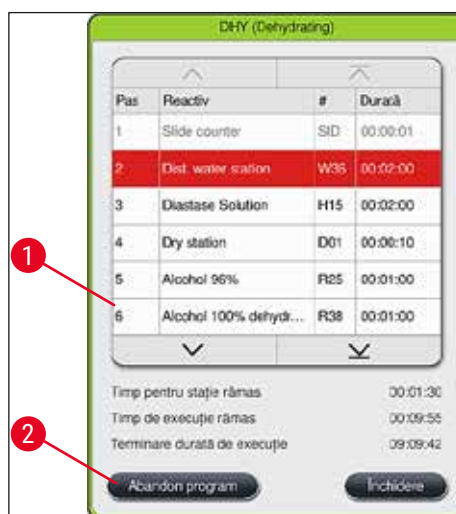 DHY (Dehydrating)
Pas Reactiv # Durată
1 Slide counter SID 00:00:01
2 Dist. water station W36 00:02:00
3 Diastase Solution H15 00:02:00
4 Dry station D01 00:00:10
5 Alcohol 96% R25 00:01:00
6 Alcohol 100% dehydr... R38 00:01:00
1
Timp pentru stație rămas 00:01:30
Timp de execuție rămas 00:09:55
Terminare durată de execuție 09:09:42
2
Abandon program Închidere